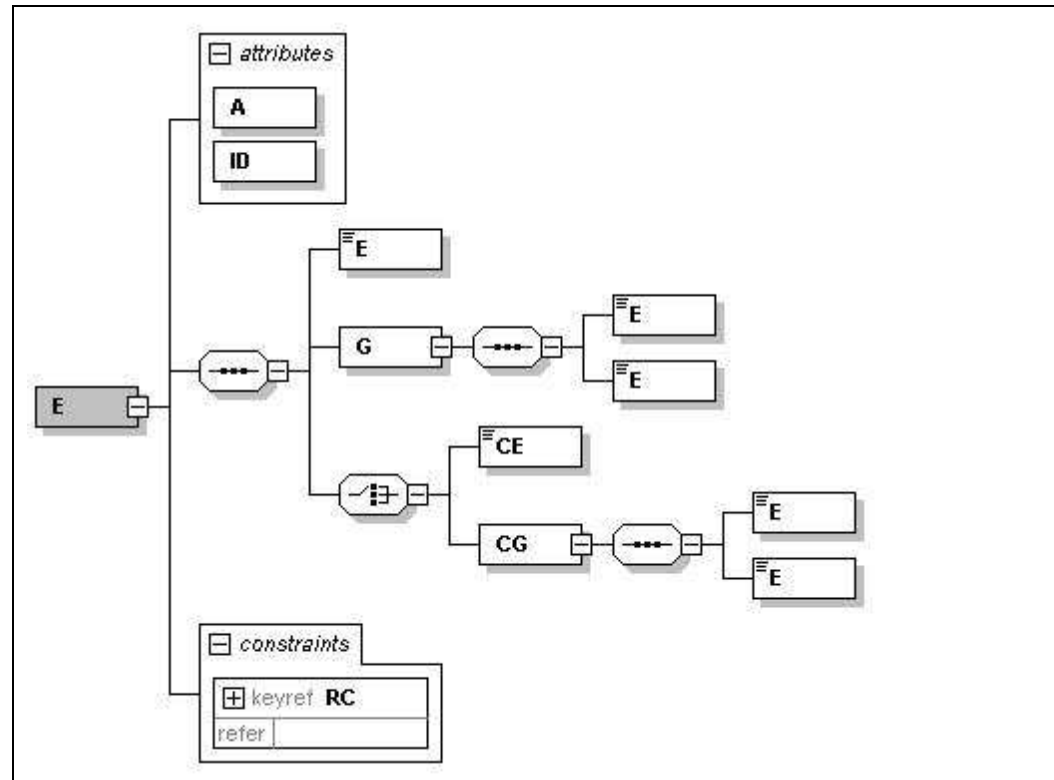 attributes
A
ID
E
G
E
E
E
CE
CG
E
E
constraints
keyref RC
refer